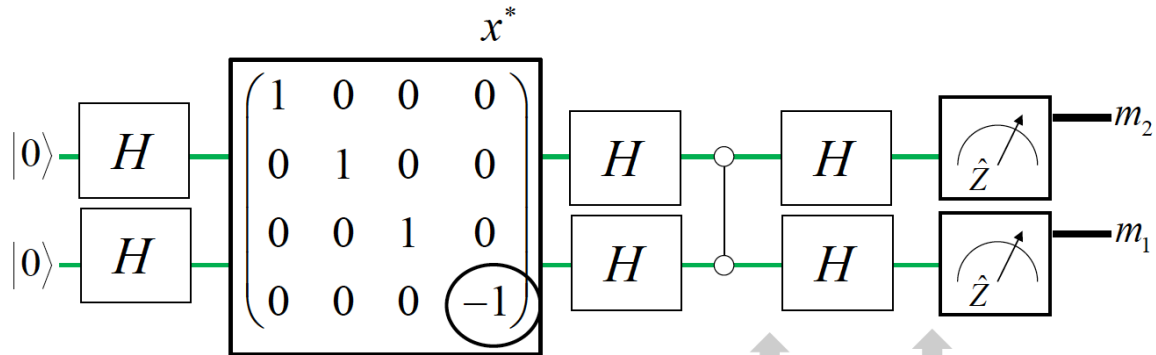 x*
|0⟩ H
|0⟩ H
1 0 0 0
0 1 0 0
0 0 1 0
0 0 0 −1
H H Ẑ m₂
H H Ẑ m₁